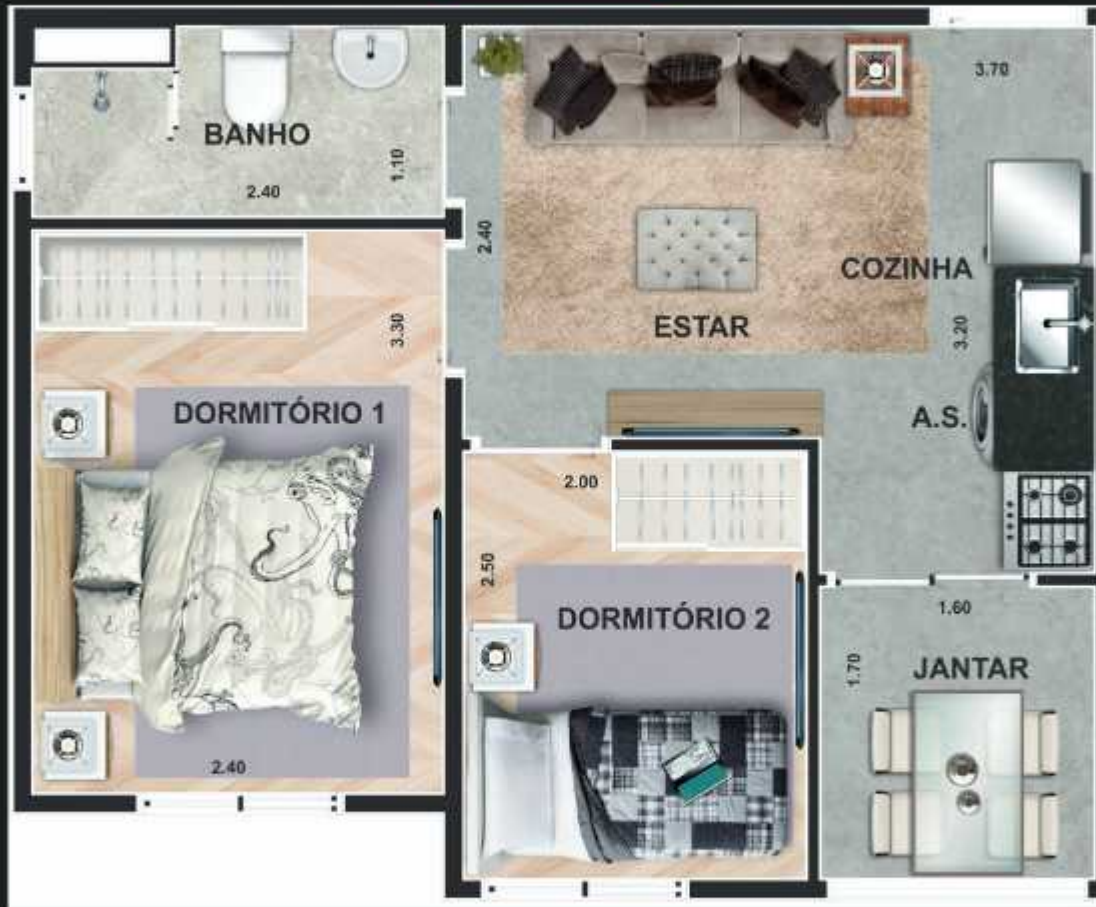 3.70
BANHO
1.10
2.40
2.40
COZINHA
ESTAR
3.30
3.20
DORMITÓRIO 1
A.S.
2.00
2.50
1.60
DORMITÓRIO 2
1.70
JANTAR
2.40